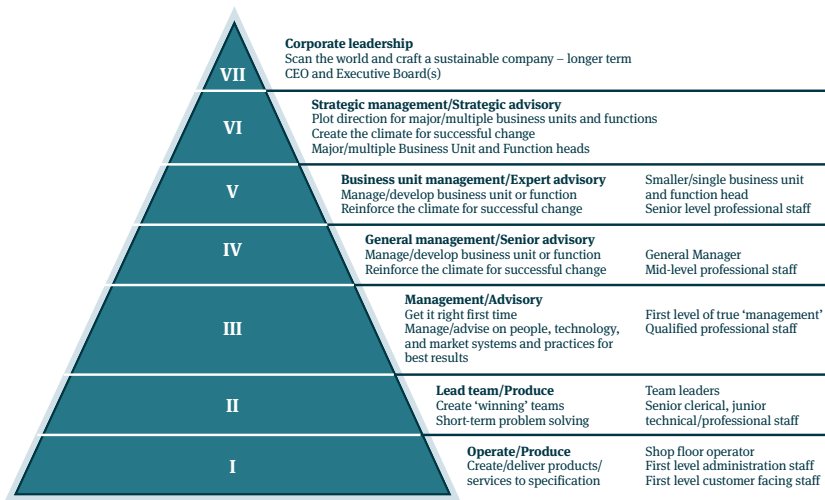 VII
Corporate leadership
Scan the world and craft a sustainable company – longer term
CEO and Executive Board(s)
VI
Strategic management/Strategic advisory
Plot direction for major/multiple business units and functions
Create the climate for successful change
Major/multiple Business Unit and Function heads
V
Business unit management/Expert advisory
Manage/develop business unit or function
Reinforce the climate for successful change
Smaller/single business unit
and function head
Senior level professional staff
IV
General management/Senior advisory
Manage/develop business unit or function
Reinforce the climate for successful change
General Manager
Mid-level professional staff
III
Management/Advisory
Get it right first time
Manage/advise on people, technology,
and market systems and practices for
best results
First level of true ‘management’
Qualified professional staff
II
Lead team/Produce
Create ‘winning’ teams
Short-term problem solving
Team leaders
Senior clerical, junior
technical/professional staff
I
Operate/Produce
Create/deliver products/
services to specification
Shop floor operator
First level administration staff
First level customer facing staff